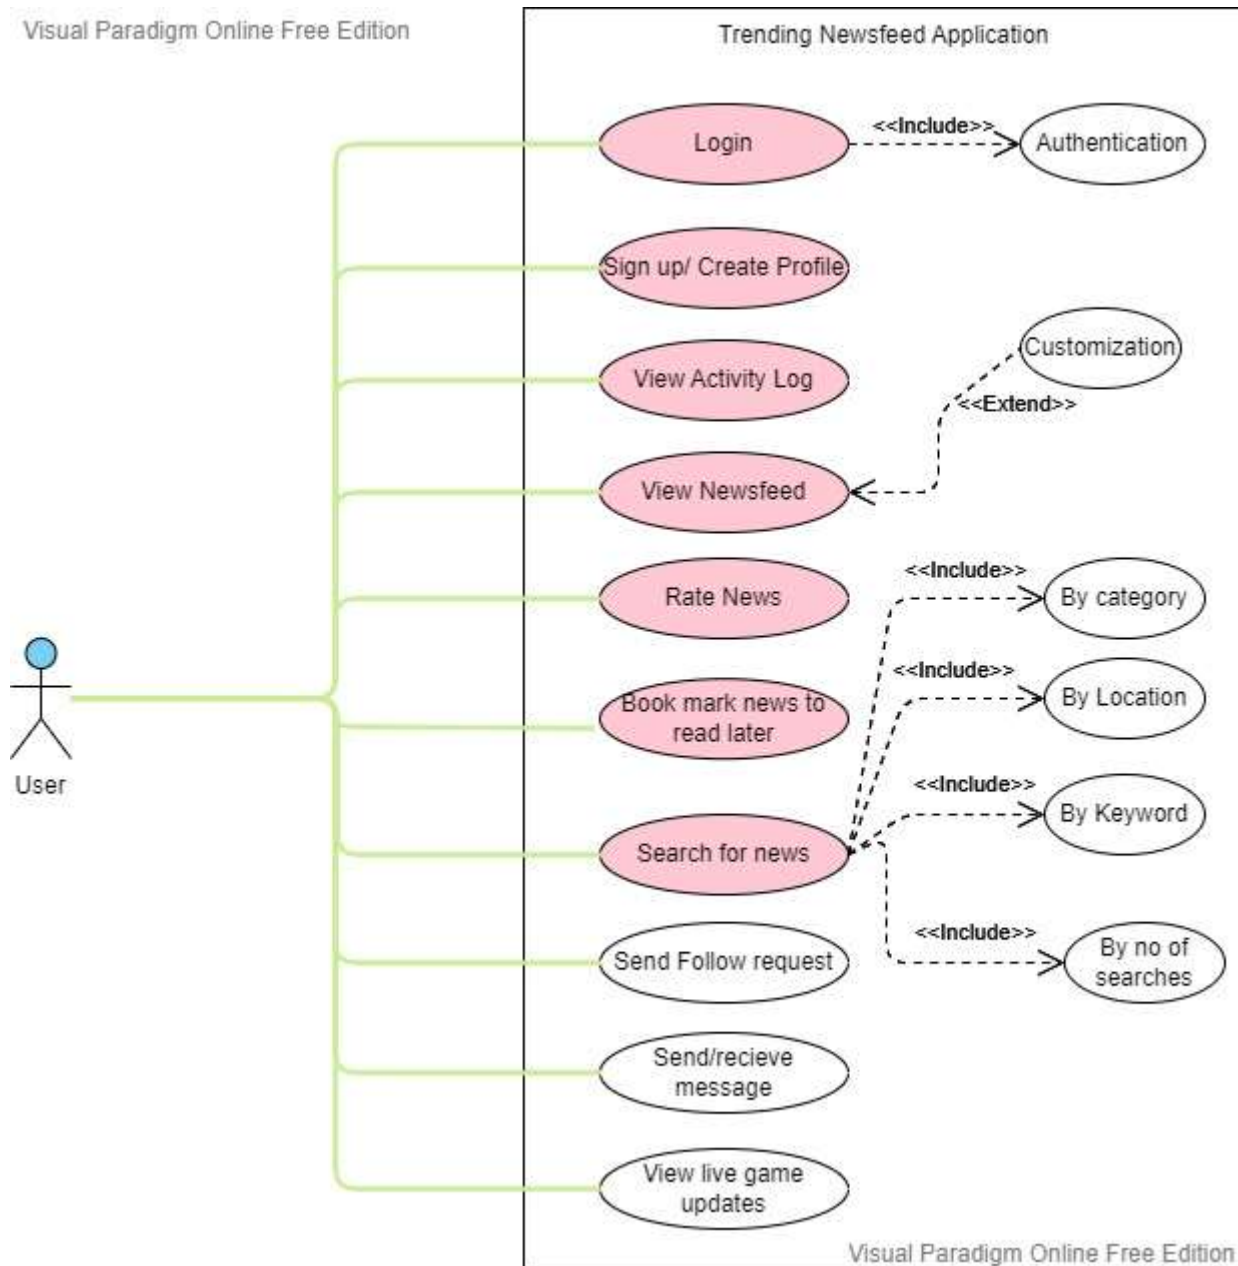 Visual Paradigm Online Free Edition
Trending Newsfeed Application
Login
<<Include>>
Authentication
Sign up/ Create Profile
Customization
View Activity Log
<<Extend>>
View Newsfeed
<<Include>>
By category
Rate News
<<Include>>
By Location
Book mark news to
read later
User
<<Include>>
By Keyword
Search for news
<<Include>>
By no of
searches
Send Follow request
Send/recieve
message
View live game
updates
Visual Paradigm Online Free Edition